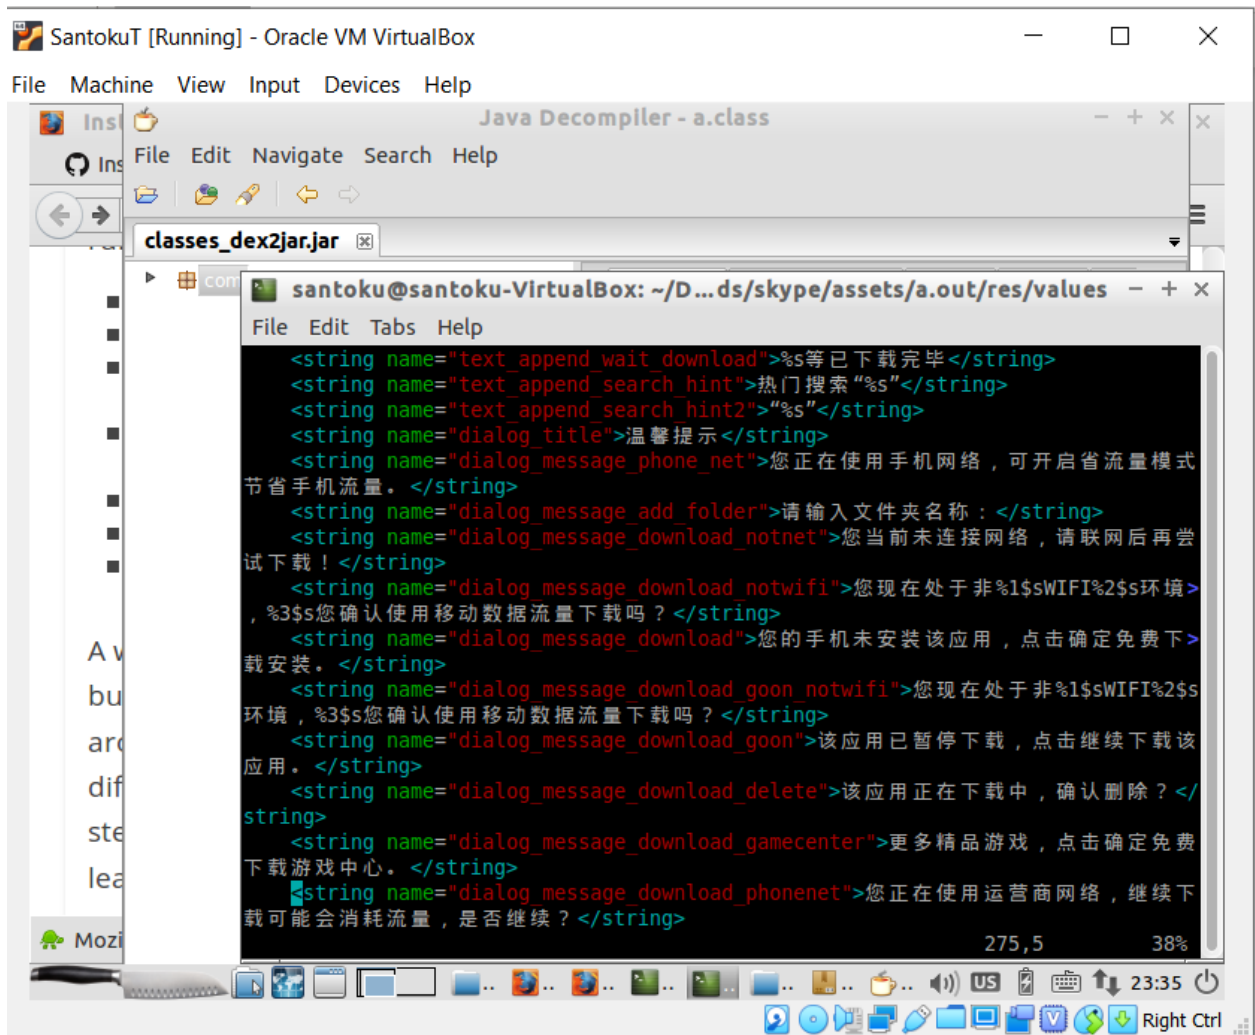 SantokuT [Running] - Oracle VM VirtualBox
File Machine View Input Devices Help
Java Decompiler - a.class
File Edit Navigate Search Help
classes_dex2jar.jar
com
santoku@santoku-VirtualBox: ~/D...ds/skype/assets/a.out/res/values
File Edit Tabs Help
<string name="text_append_wait_download">%s等已下载完毕</string>
<string name="text_append_search_hint">热门搜索“%s”</string>
<string name="text_append_search_hint2">“%s”</string>
<string name="dialog_title">温馨提示</string>
<string name="dialog_message_phone_net">您正在使用手机网络，可开启省流量模式
节省手机流量。</string>
<string name="dialog_message_add_folder">请输入文件夹名称：</string>
<string name="dialog_message_download_notnet">您当前未连接网络，请联网后再尝
试下载！</string>
<string name="dialog_message_download_notwifi">您现在处于非%1$sWIFI%2$s环境>
，%3$s您确认使用移动数据流量下载吗？</string>
<string name="dialog_message_download">您的手机未安装该应用，点击确定免费下>
载安装。</string>
<string name="dialog_message_download_goon_notwifi">您现在处于非%1$sWIFI%2$s
环境，%3$s您确认使用移动数据流量下载吗？</string>
<string name="dialog_message_download_goon">该应用已暂停下载，点击继续下载该
应用。</string>
<string name="dialog_message_download_delete">该应用正在下载中，确认删除？</
string>
<string name="dialog_message_download_gamecenter">更多精品游戏，点击确定免费
下载游戏中心。</string>
<string name="dialog_message_download_phonenet">您正在使用运营商网络，继续下
载可能会消耗流量，是否继续？</string>
275,5 38%
A
bu
dif
ste
lea
Mozi
US 23:35
Right Ctrl